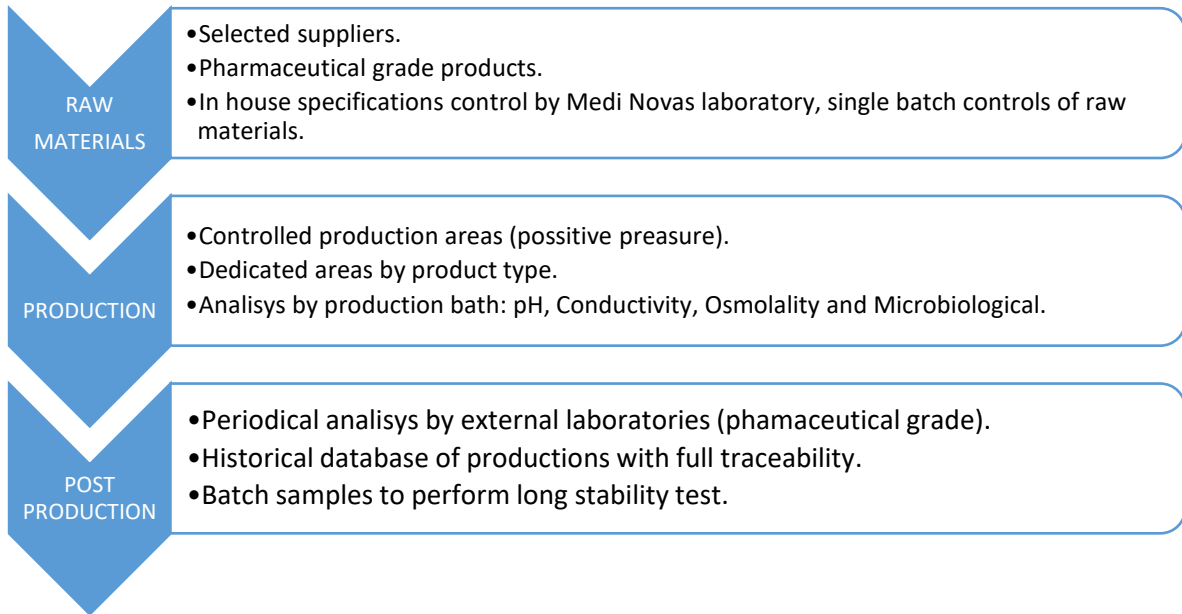 RAW
MATERIALS
•Selected suppliers.
•Pharmaceutical grade products.
•In house specifications control by Medi Novas laboratory, single batch controls of raw
materials.
PRODUCTION
•Controlled production areas (possitive preasure).
•Dedicated areas by product type.
•Analisys by production bath: pH, Conductivity, Osmolality and Microbiological.
POST
PRODUCTION
•Periodical analisys by external laboratories (phamaceutical grade).
•Historical database of productions with full traceability.
•Batch samples to perform long stability test.